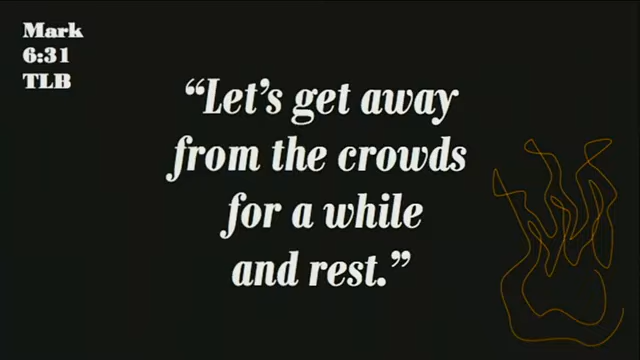 Mark
6:31
TLB
“Let’s get away
from the crowds
for a while
and rest.”